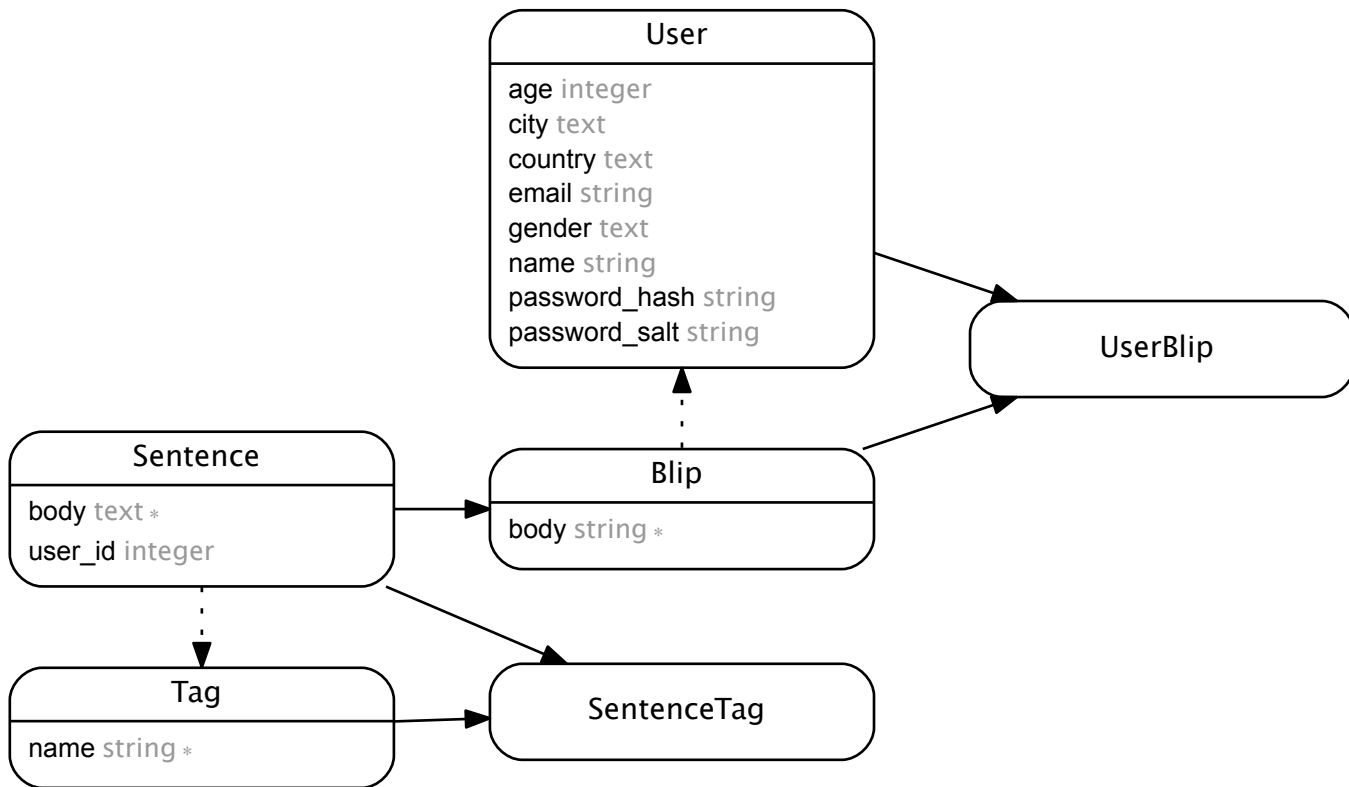 User
age integer
city text
country text
email string
gender text
name string
password_hash string
password_salt string
UserBlip
Sentence
body text *
user_id integer
Blip
body string *
Tag
name string *
SentenceTag